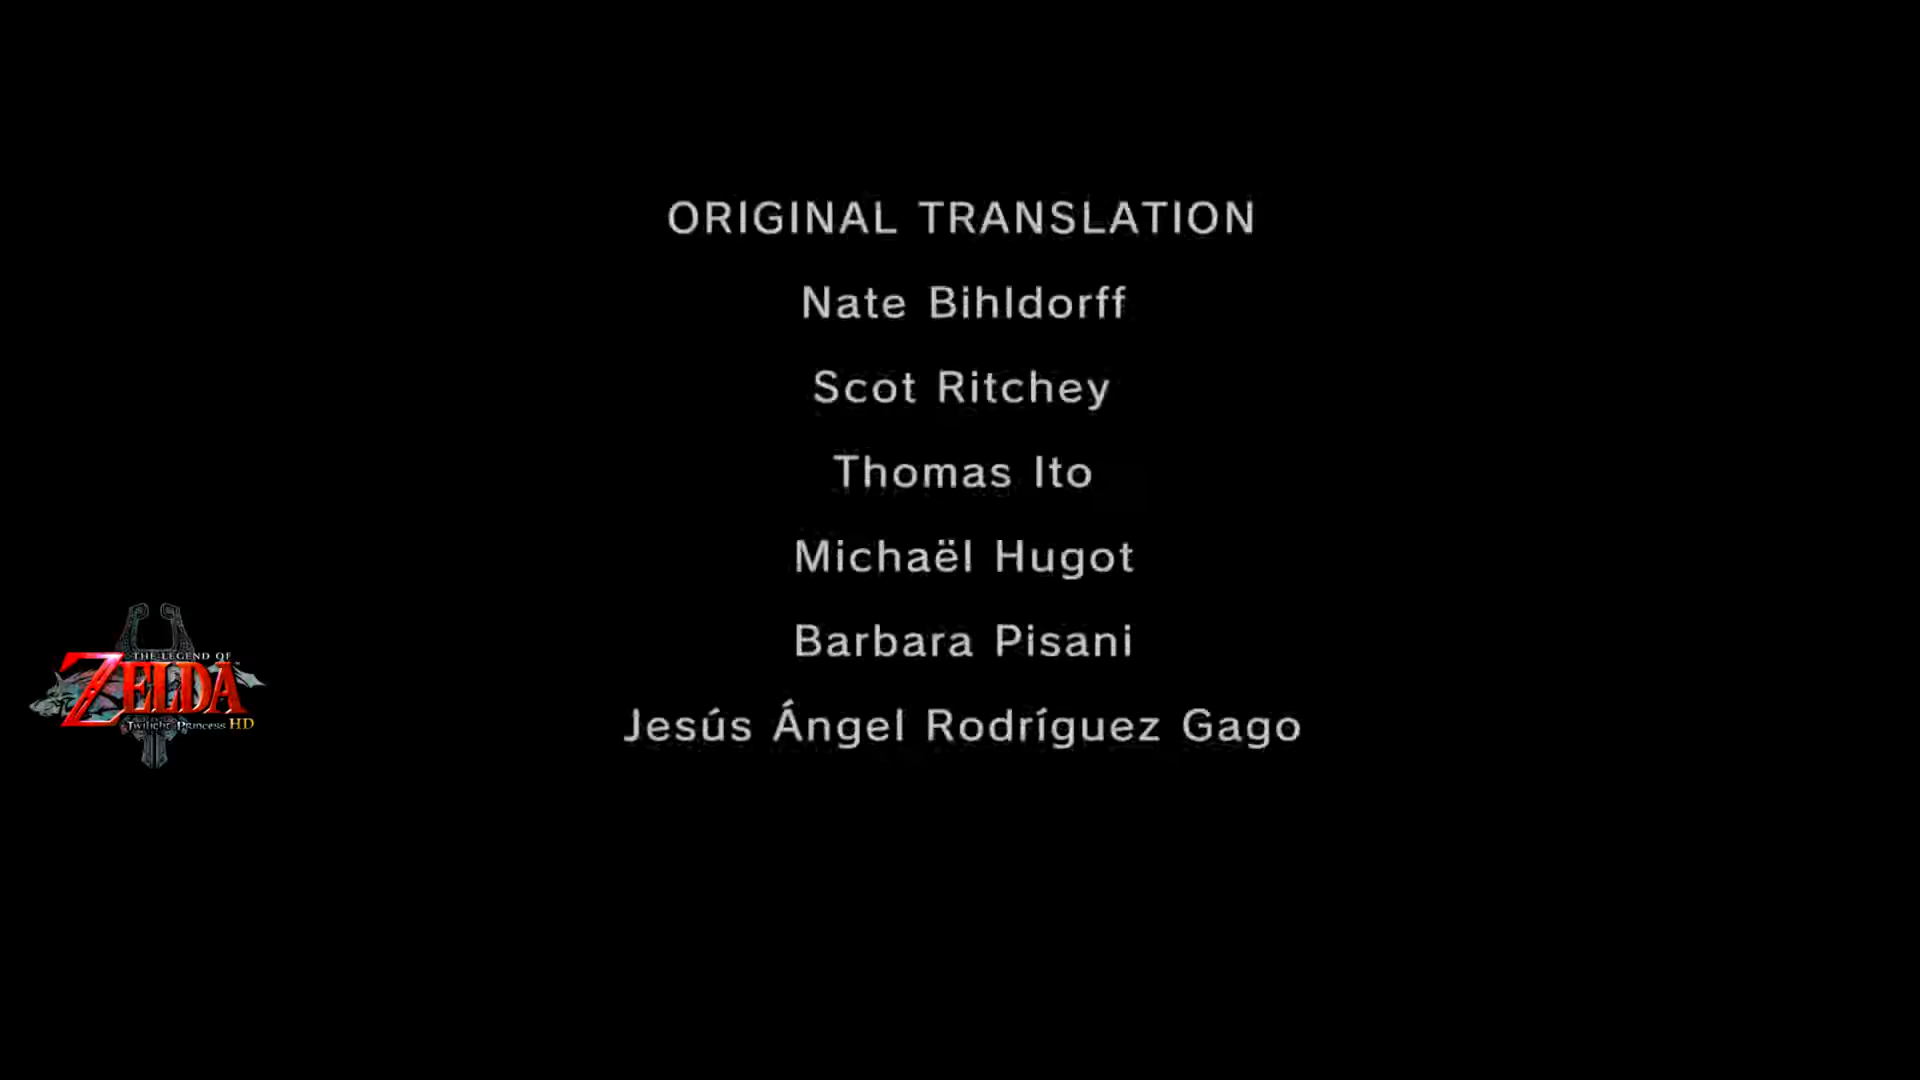 ORIGINAL TRANSLATION
Nate Bihldorff
Scot Ritchey
Thomas Ito
Michaël Hugot
Barbara Pisani
Jesús Ángel Rodríguez Gago
THE LEGEND OF
ZELDA
Twilight Princess HD